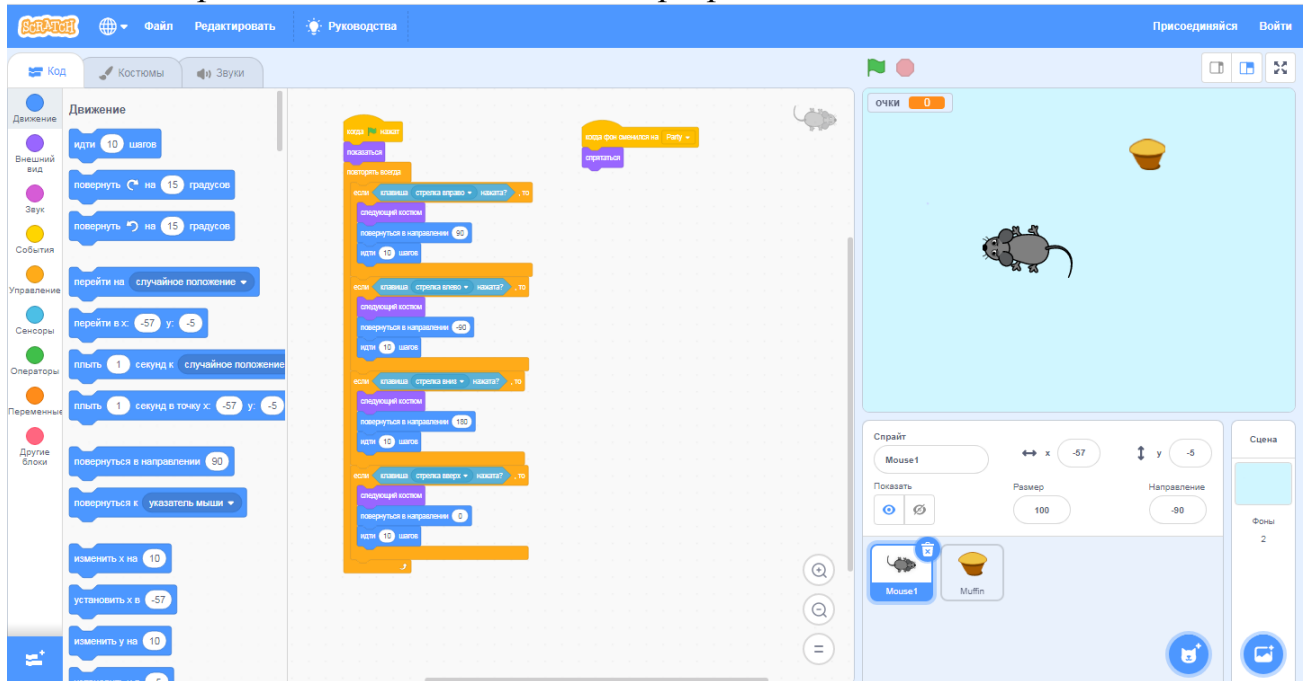 SCRATCH Файл Редактировать Руководства Присоединяйся Войти
Код Костюмы Звуки
Движение
Внешний вид
Звук
События
Управление
Сенсоры
Операторы
Переменные
Другие блоки
Движение
идти 10 шагов
повернуть на 15 градусов
повернуть на 15 градусов
перейти на случайное положение
перейти в x: -57 y: -5
плыть 1 секунд к случайное положение
плыть 1 секунд в точку x: -57 y: -5
повернуться в направлении 90
повернуться к указатель мыши
изменить x на 10
установить x в -57
изменить y на 10
когда нажат
показаться
повторять всегда
если клавиша стрелка вправо нажата? , то
следующий костюм
повернуться в направлении 90
идти 10 шагов
если клавиша стрелка влево нажата? , то
следующий костюм
повернуться в направлении -90
идти 10 шагов
если клавиша стрелка вниз нажата? , то
следующий костюм
повернуться в направлении 180
идти 10 шагов
если клавиша стрелка вверх нажата? , то
следующий костюм
повернуться в направлении 0
идти 10 шагов
когда фон сменился на Party
спрятаться
очки 0
Спрайт
Mouse1 x -57 y -5
Показать Размер Направление
100 -90
Mouse1 Muffin
Сцена
Фоны
2